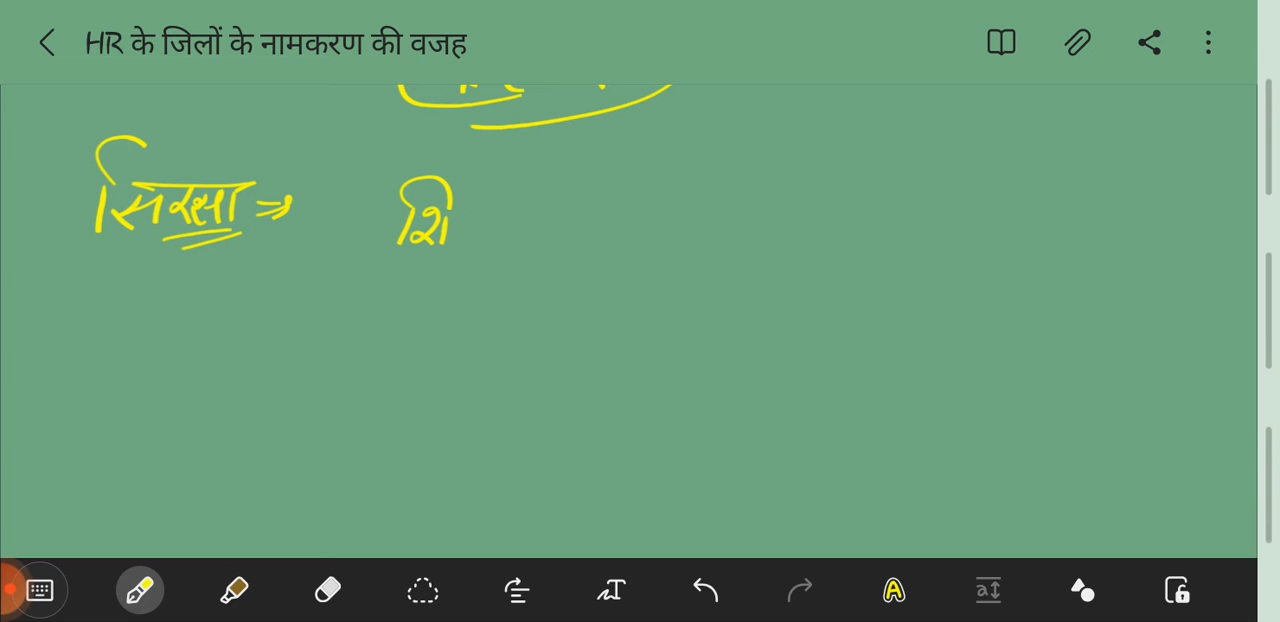 HR के जिलों के नामकरण की वजह
सिरसा ⇒ शि